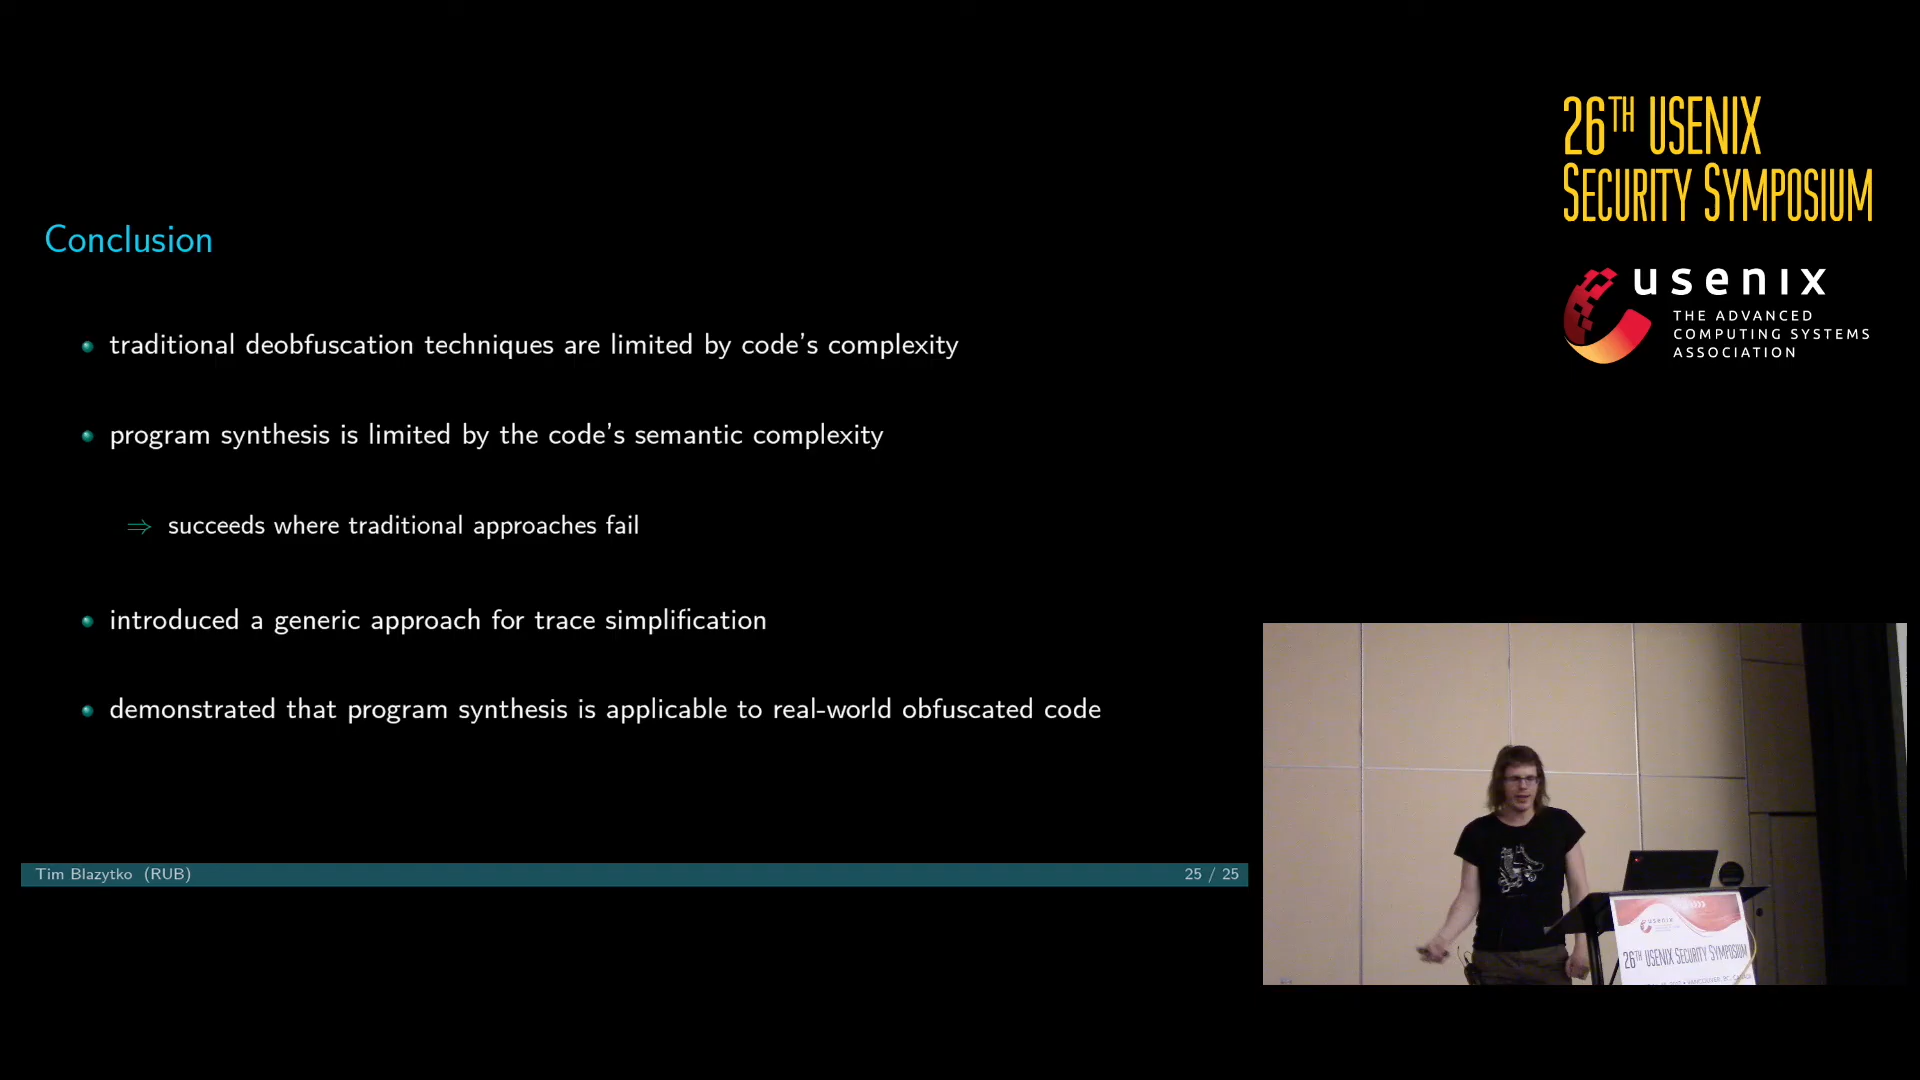 26TH USENIX
SECURITY SYMPOSIUM
usenix
THE ADVANCED
COMPUTING SYSTEMS
ASSOCIATION
Conclusion
traditional deobfuscation techniques are limited by code's complexity
program synthesis is limited by the code's semantic complexity
⇒ succeeds where traditional approaches fail
introduced a generic approach for trace simplification
demonstrated that program synthesis is applicable to real-world obfuscated code
Tim Blazytko (RUB)
25 / 25
usenix
26TH USENIX SECURITY SYMPOSIUM